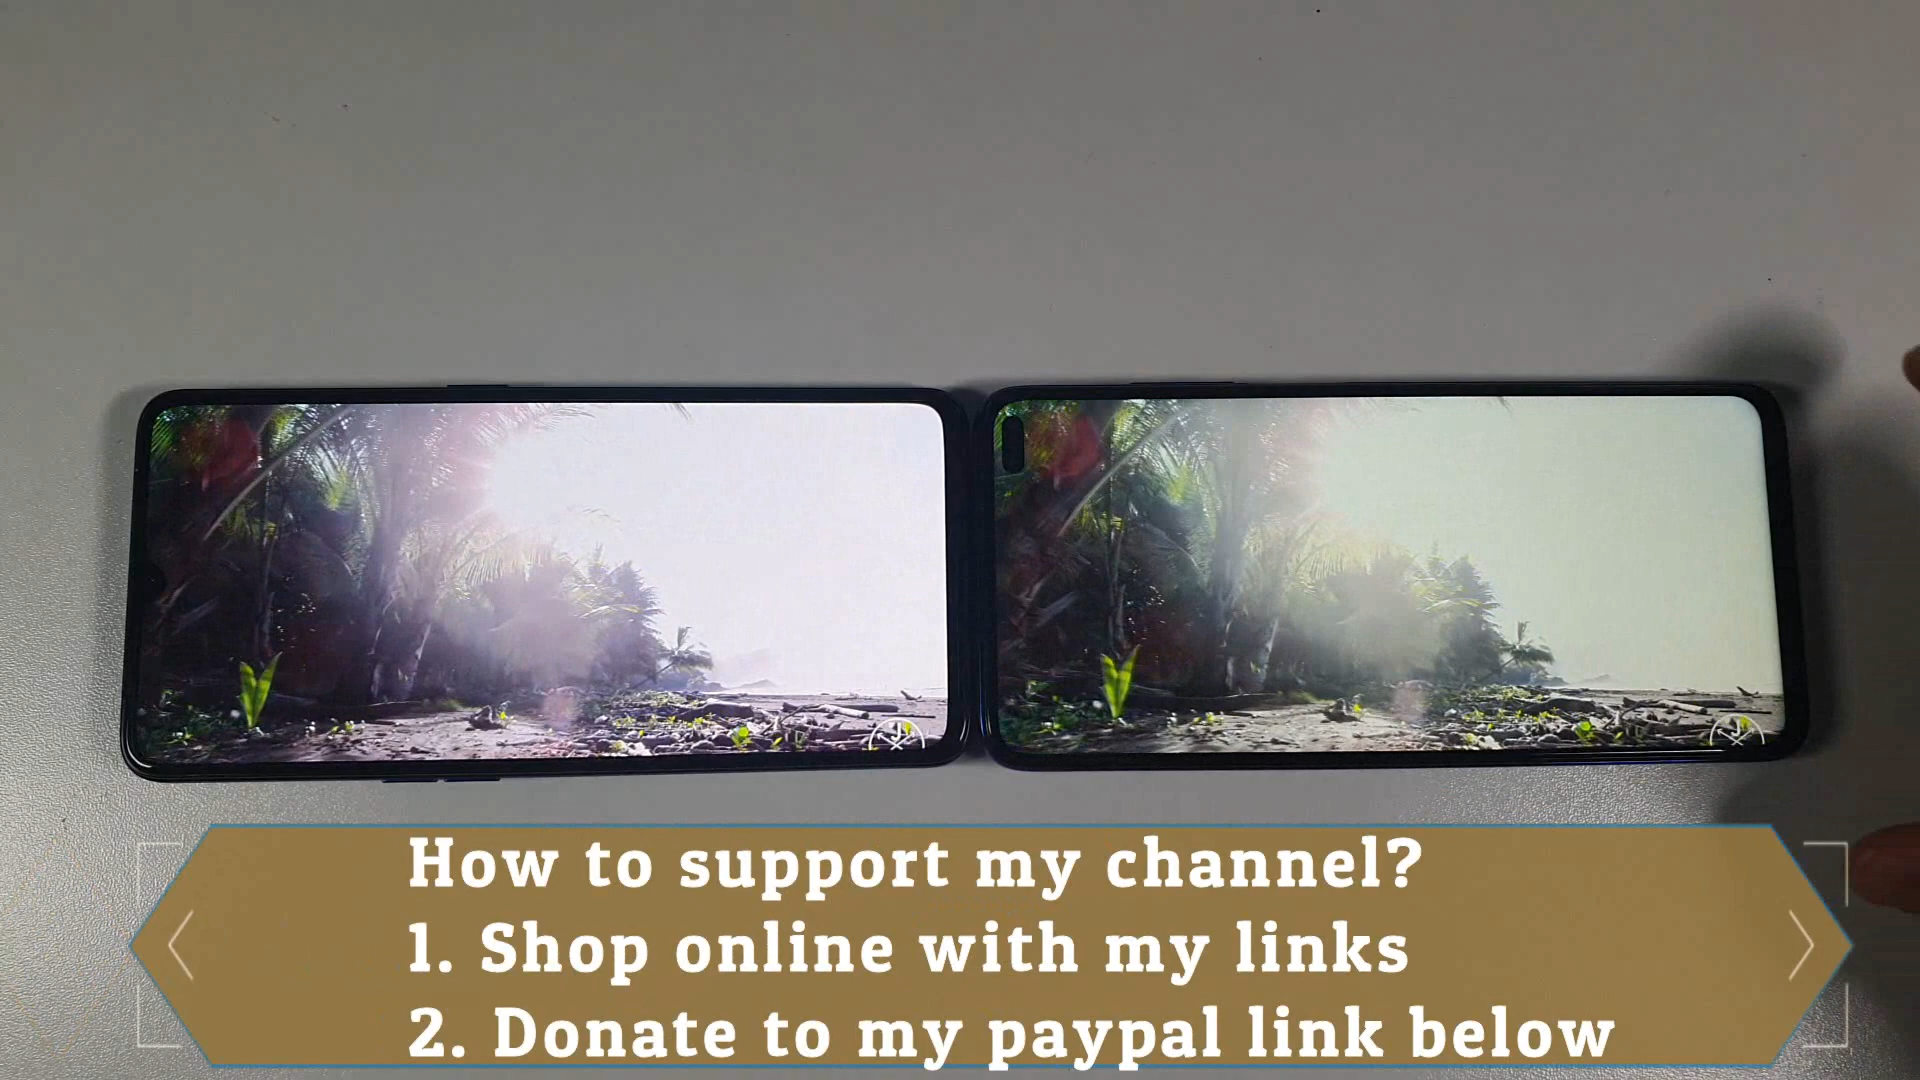 How to support my channel?
1. Shop online with my links
2. Donate to my paypal link below